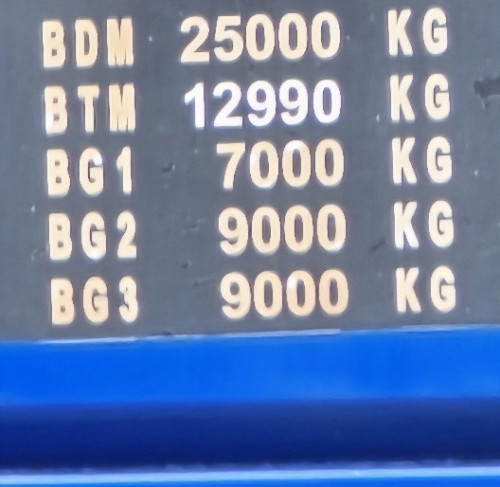 BDM 25000 KG
BTM 12990 KG
BG1 7000 KG
BG2 9000 KG
BG3 9000 KG